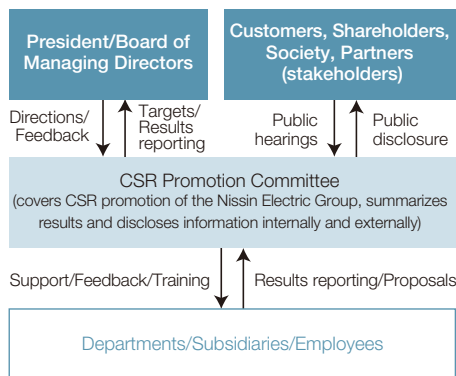 President/Board of
Managing Directors
Customers, Shareholders,
Society, Partners
(stakeholders)
Directions/
Feedback
Targets/
Results
reporting
Public
hearings
Public
disclosure
CSR Promotion Committee
(covers CSR promotion of the Nissin Electric Group, summarizes
results and discloses information internally and externally)
Support/Feedback/Training
Results reporting/Proposals
Departments/Subsidiaries/Employees